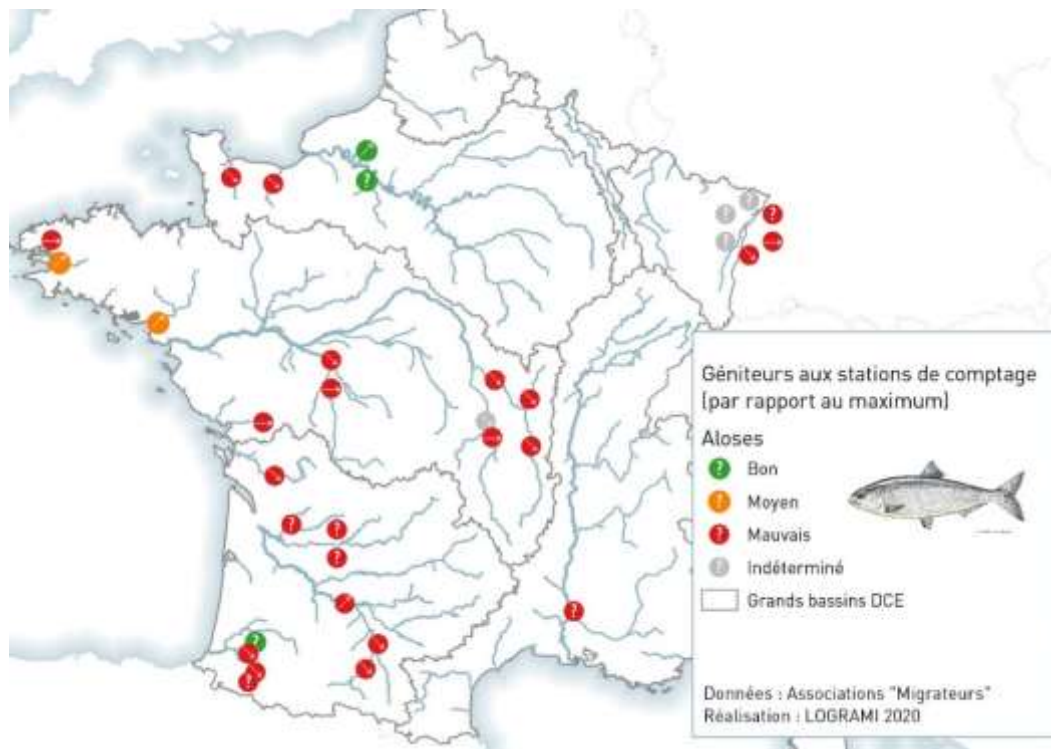 Géniteurs aux stations de comptage
(par rapport au maximum)
Aloses
? Bon
? Moyen
? Mauvais
? Indéterminé
Grands bassins DCE
Données : Associations "Migrateurs"
Réalisation : LOGRAMI 2020